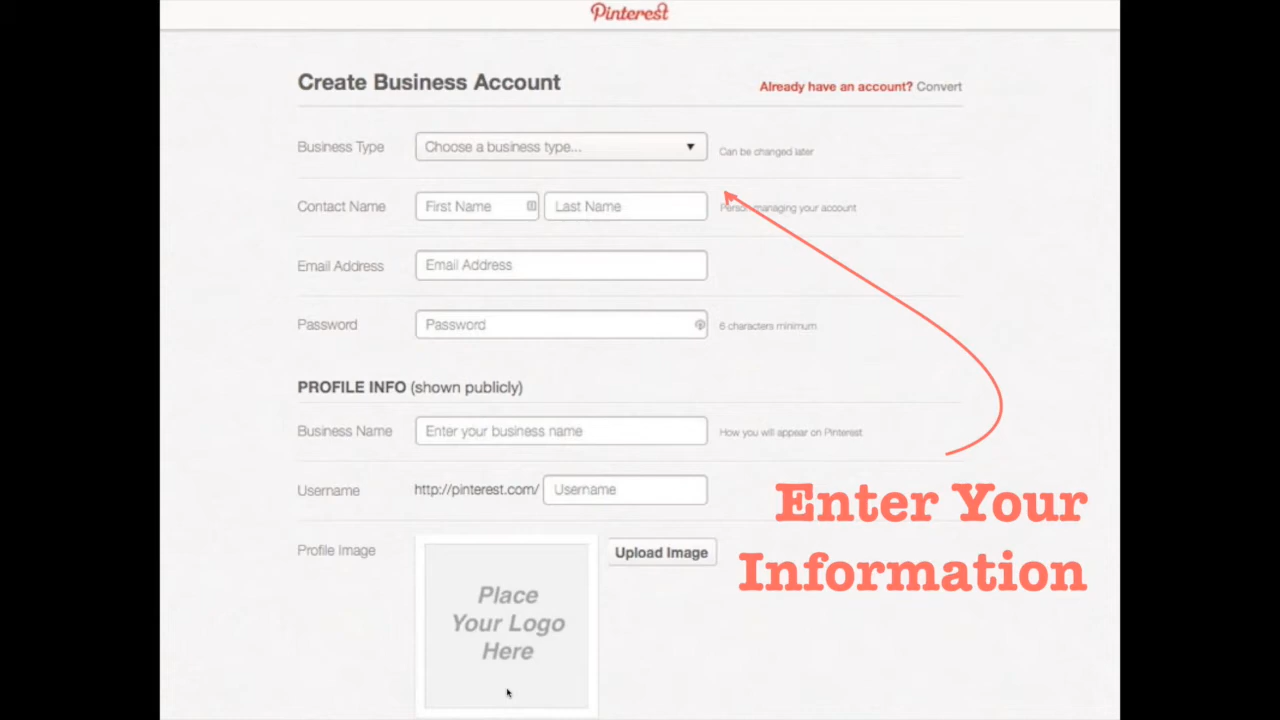 Pinterest
Create Business Account
Already have an account? Convert
Business Type
Choose a business type...
Can be changed later
Contact Name
First Name
Last Name
Person managing your account
Email Address
Email Address
Password
Password
6 characters minimum
PROFILE INFO (shown publicly)
Business Name
Enter your business name
How you will appear on Pinterest
Username
http://pinterest.com/
Username
Profile Image
Upload Image
Place
Your Logo
Here
Enter Your
Information